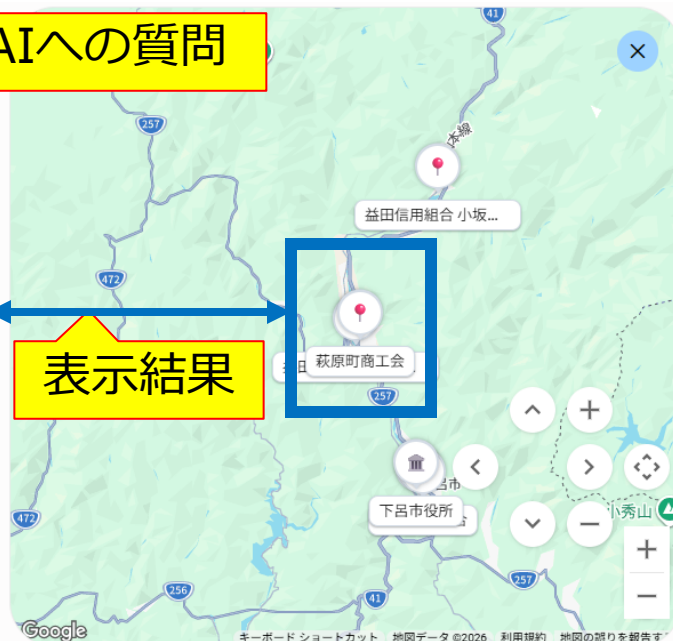 AIへの質問
41
257
益田信用組合 小坂...
472
萩原町商工会
表示結果
257
下呂市役所
小秀山
472
256
41
257
Google
キーボード ショートカット 地図データ ©2026 利用規約 地図の誤りを報告する